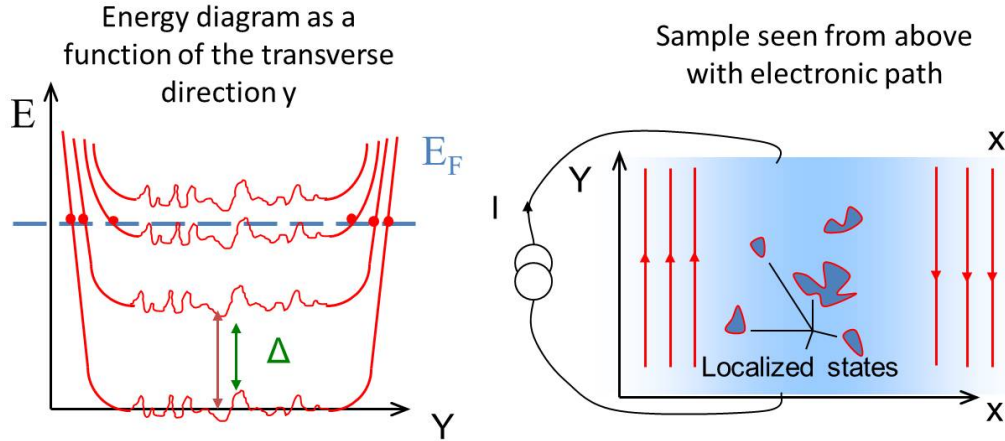 Energy diagram as a
function of the transverse
direction y
E
E_F
Δ
Y
Sample seen from above
with electronic path
X
Y
I
Localized states
X